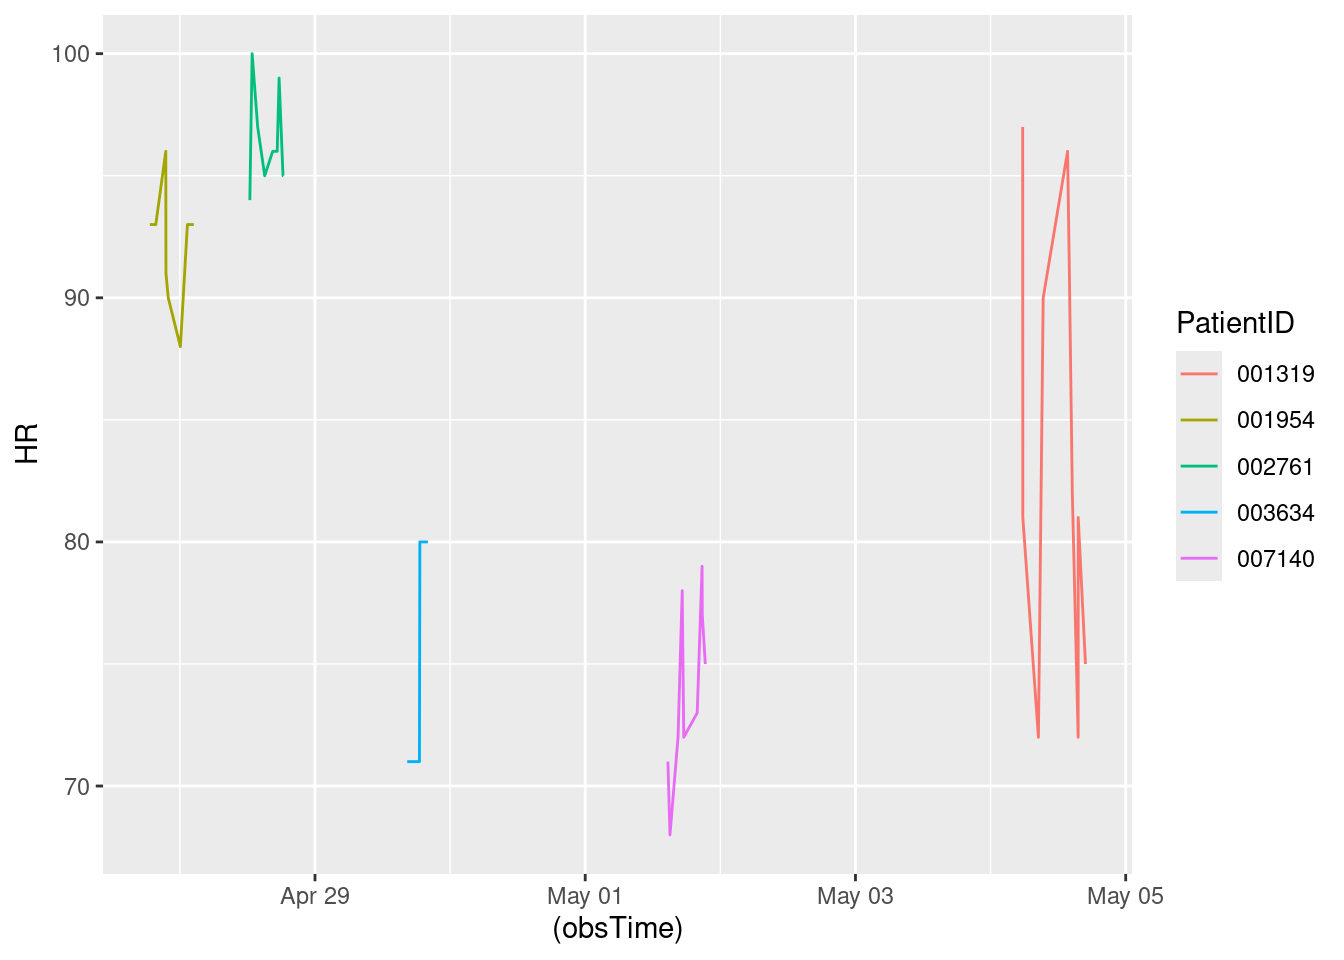 100
90
80
70
HR
Apr 29
May 01
May 03
May 05
(obsTime)
PatientID
001319
001954
002761
003634
007140